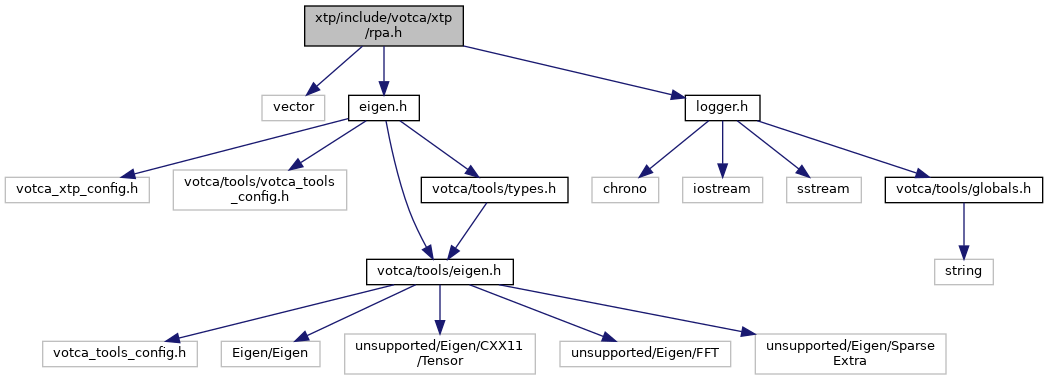 xtp/include/votca/xtp
/rpa.h
vector
eigen.h
logger.h
votca_xtp_config.h
votca/tools/votca_tools
_config.h
votca/tools/types.h
chrono
iostream
sstream
votca/tools/globals.h
votca/tools/eigen.h
string
votca_tools_config.h
Eigen/Eigen
unsupported/Eigen/CXX11
/Tensor
unsupported/Eigen/FFT
unsupported/Eigen/Sparse
Extra